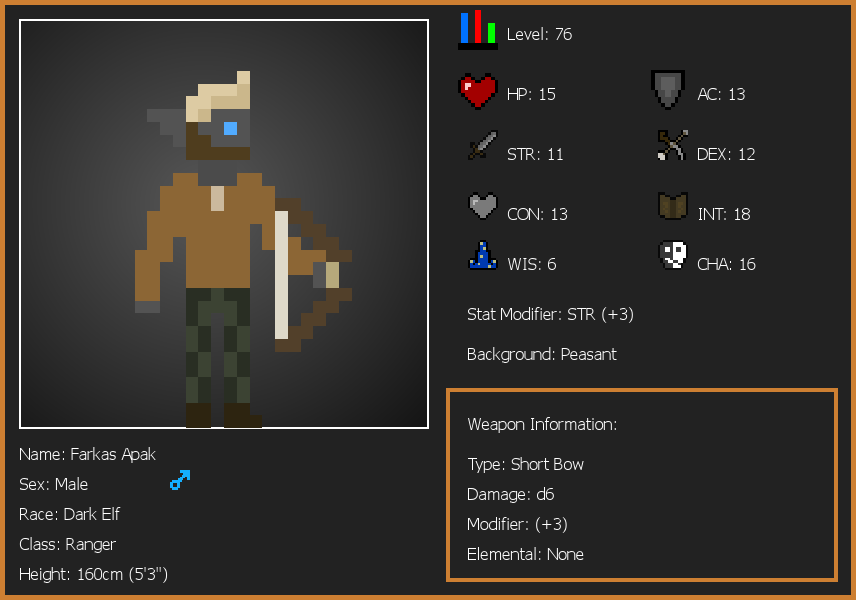 Level: 76
HP: 15
AC: 13
STR: 11
DEX: 12
CON: 13
INT: 18
WIS: 6
CHA: 16
Stat Modifier: STR (+3)
Background: Peasant
Weapon Information:
Type: Short Bow
Damage: d6
Modifier: (+3)
Elemental: None
Name: Farkas Apak
Sex: Male
Race: Dark Elf
Class: Ranger
Height: 160cm (5'3")